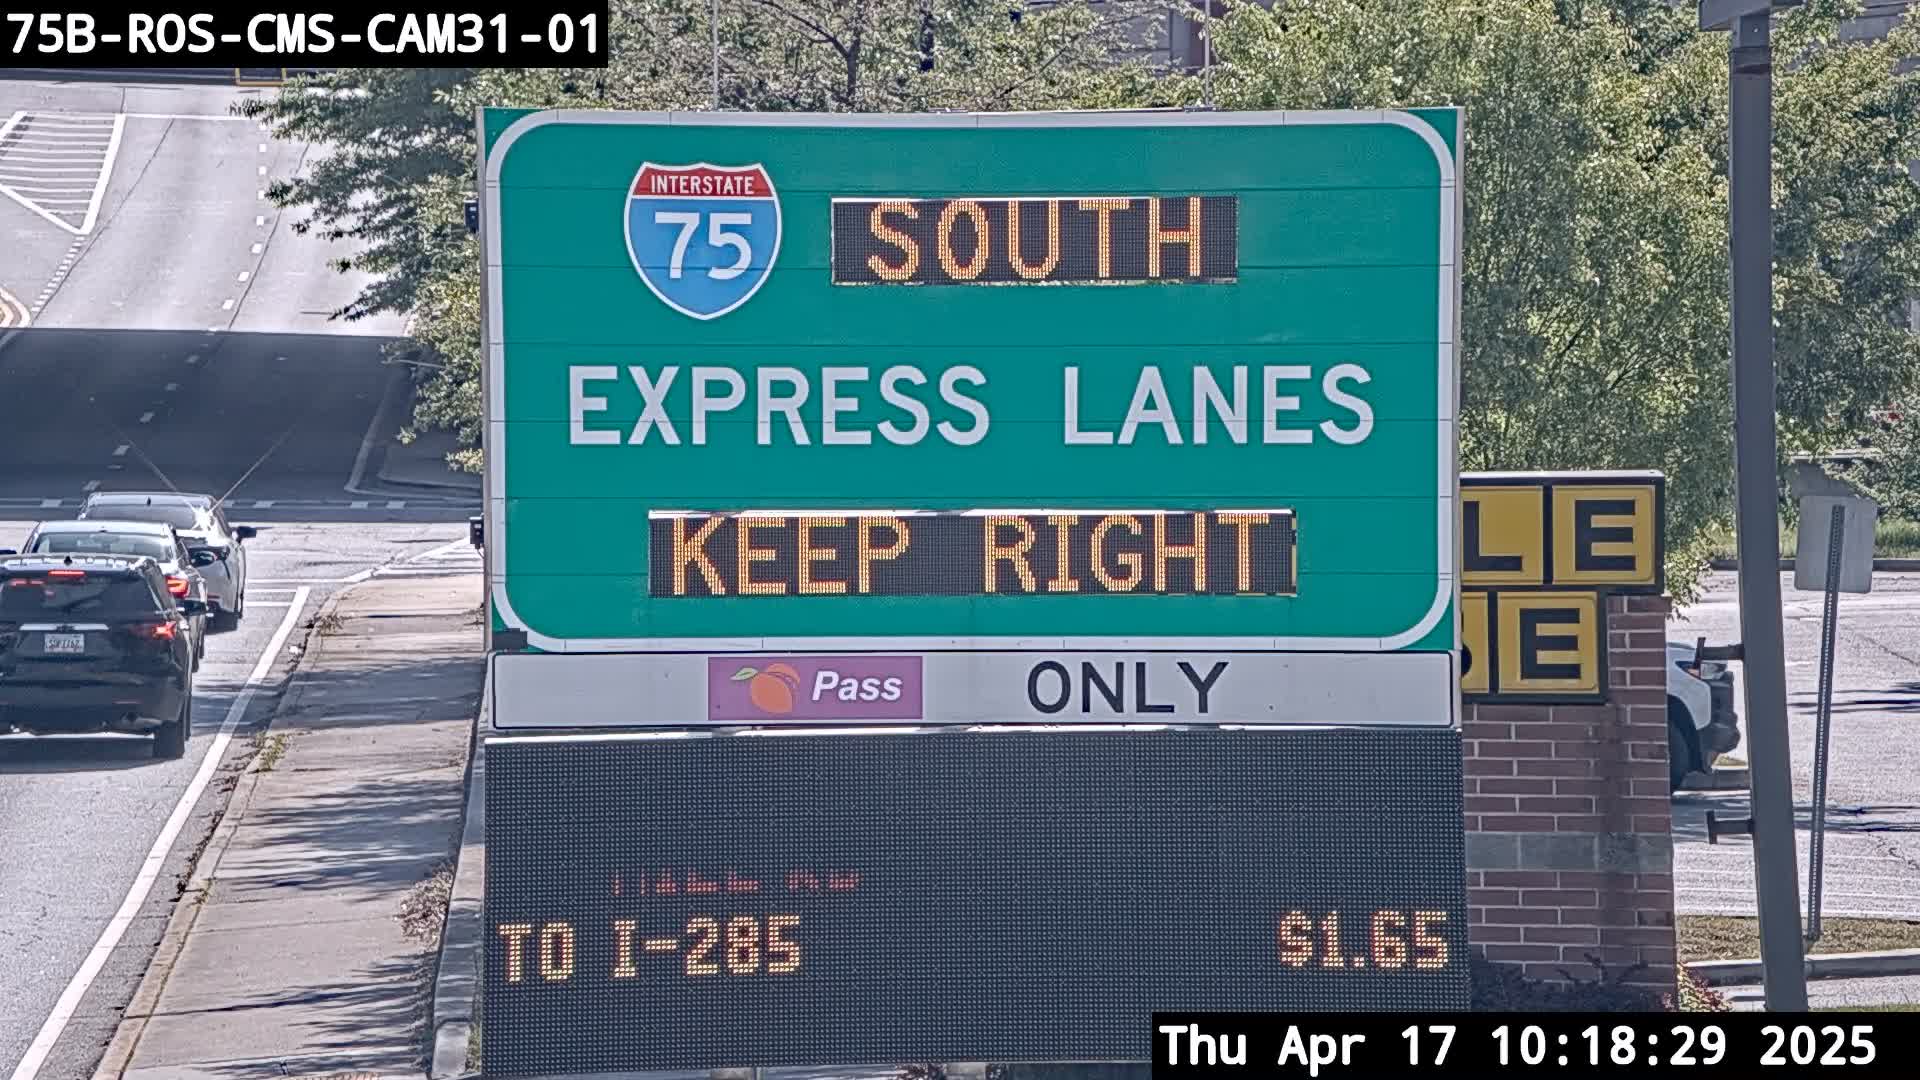 75B-ROS-CMS-CAM31-01
INTERSTATE
75
SOUTH
EXPRESS LANES
KEEP RIGHT
Pass ONLY
TO I-285 $1.65
LE
E
Thu Apr 17 10:18:29 2025